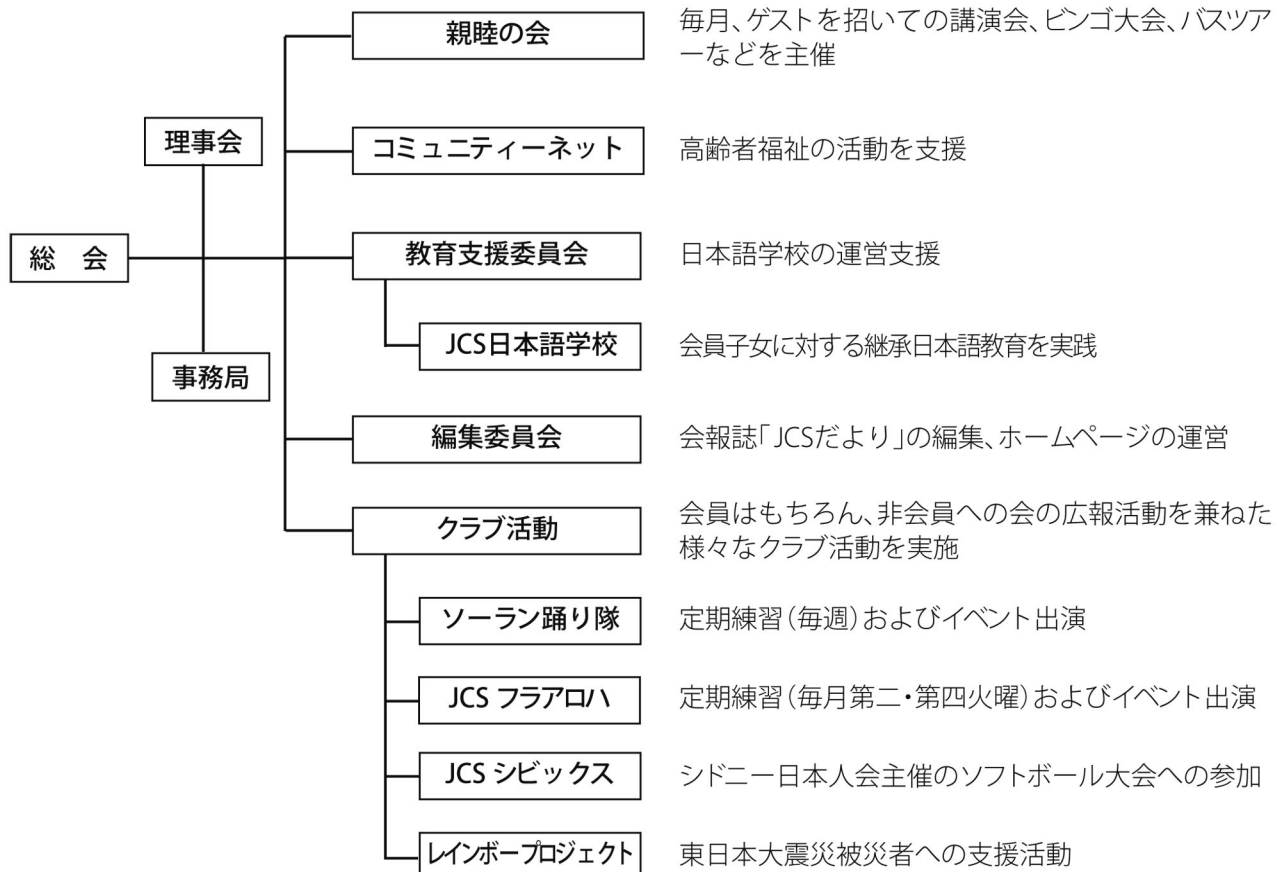 親睦の会
毎月、ゲストを招いての講演会、ビンゴ大会、バスツア
ーなどを主催
理事会
コミュニティーネット
高齢者福祉の活動を支援
総　会
教育支援委員会
日本語学校の運営支援
JCS日本語学校
会員子女に対する継承日本語教育を実践
事務局
編集委員会
会報誌「JCSだより」の編集、ホームページの運営
クラブ活動
会員はもちろん、非会員への会の広報活動を兼ねた
様々なクラブ活動を実施
ソーラン踊り隊
定期練習（毎週）およびイベント出演
JCS フラアロハ
定期練習（毎月第二・第四火曜）およびイベント出演
JCS シビックス
シドニー日本人会主催のソフトボール大会への参加
レインボープロジェクト
東日本大震災被災者への支援活動